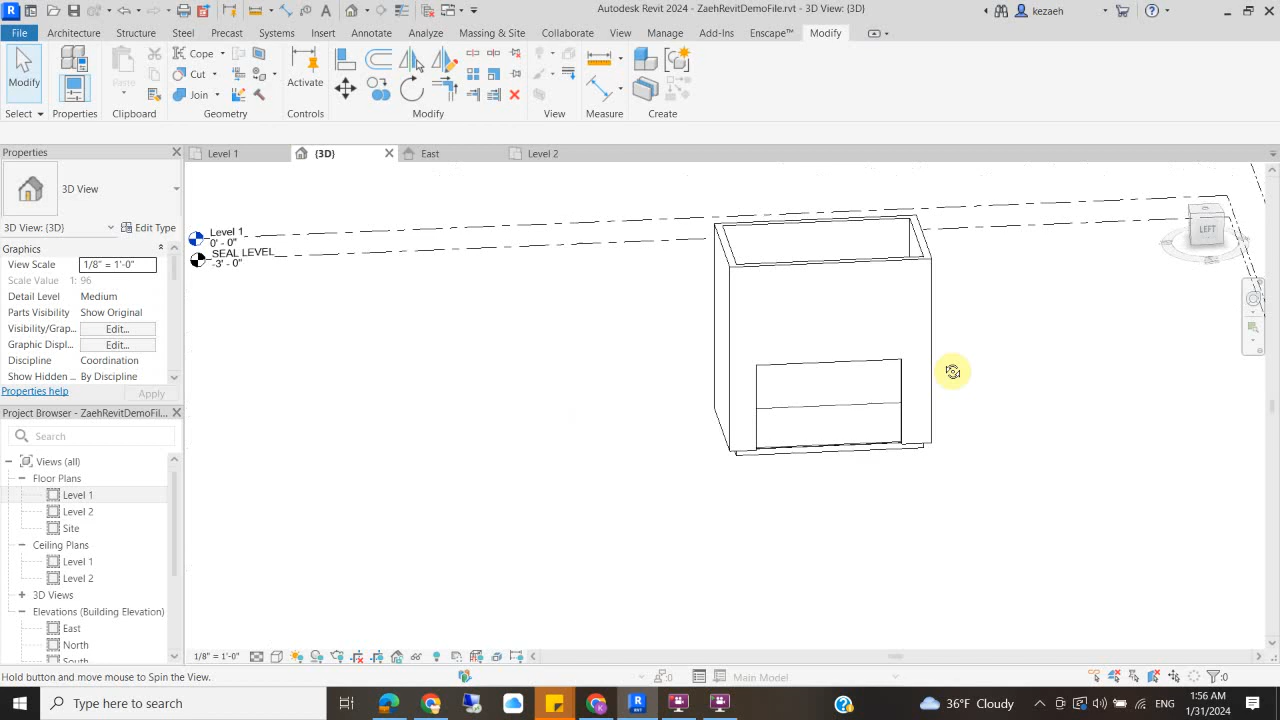 Autodesk Revit 2024 - ZaehRevitDemoFile.rvt - 3D View: {3D}
kezaeh
File Architecture Structure Steel Precast Systems Insert Annotate Analyze Massing & Site Collaborate View Manage Add-Ins Enscape™ Modify
Modify
Paste
Cope
Cut
Join
Activate
Select Properties Clipboard Geometry Controls Modify View Measure Create
Properties
Level 1 {3D} East Level 2
3D View
3D View: {3D} Edit Type
Graphics
View Scale 1/8" = 1'-0"
Scale Value 1: 96
Detail Level Medium
Parts Visibility Show Original
Visibility/Grap... Edit...
Graphic Displ... Edit...
Discipline Coordination
Show Hidden ... By Discipline
Properties help Apply
Project Browser - ZaehRevitDemoFil...
Search
Views (all)
Floor Plans
Level 1
Level 2
Site
Ceiling Plans
Level 1
Level 2
3D Views
Elevations (Building Elevation)
East
North
South
Level 1
0' - 0"
SEAL LEVEL
-3' - 0"
LEFT
1/8" = 1'-0"
Hold button and move mouse to Spin the View.
:0
Main Model
:0
Type here to search
36°F Cloudy
ENG
1:56 AM
1/31/2024